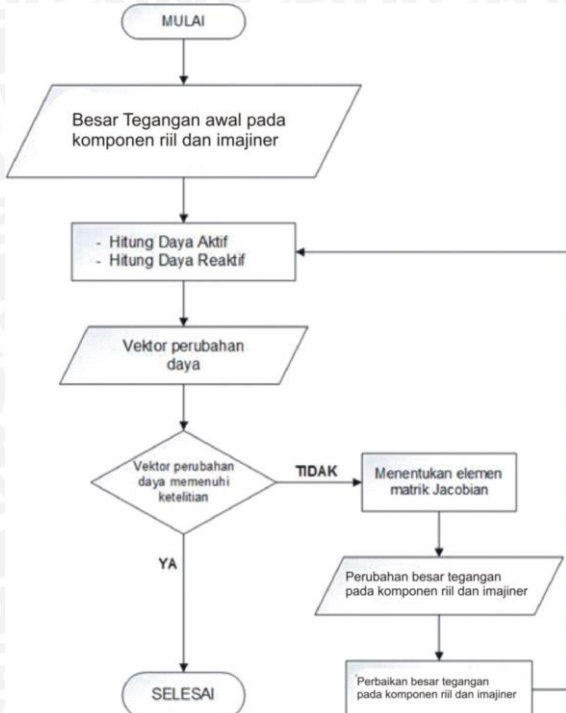 MULAI
Besar Tegangan awal pada
komponen riil dan imajiner
- Hitung Daya Aktif
- Hitung Daya Reaktif
Vektor perubahan
daya
Vektor perubahan
daya memenuhi
ketelitian
TIDAK
Menentukan elemen
matrik Jacobian
YA
Perubahan besar tegangan
pada komponen riil dan imajiner
Perbaikan besar tegangan
pada komponen riil dan imajiner
SELESAI